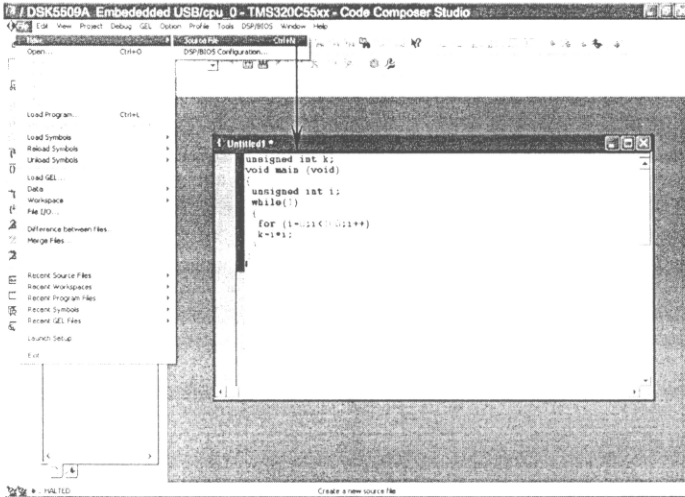 / DSK5509A Embededded USB/cpu_0 - TMS320C55xx - Code Composer Studio
Edit View Project Debug GEL Option Profile Tools DSP/BIOS Window Help
New
Source File Ctrl+N
Open... Ctrl+O
DSP/BIOS Configuration...
Load Program... Ctrl+L
Load Symbols
Reload Symbols
Unload Symbols
Load GEL...
Data
Workspace
File I/O...
Difference between files...
Merge Files...
Recent Source Files
Recent Workspaces
Recent Program Files
Recent Symbols
Recent GEL Files
Launch Setup
Exit
Untitled1 *
unsigned int k;
void main (void)
{
unsigned int i;
while( )
{
for (i= ;i< ;i++)
k=i*i;
HALTED
Create a new source file